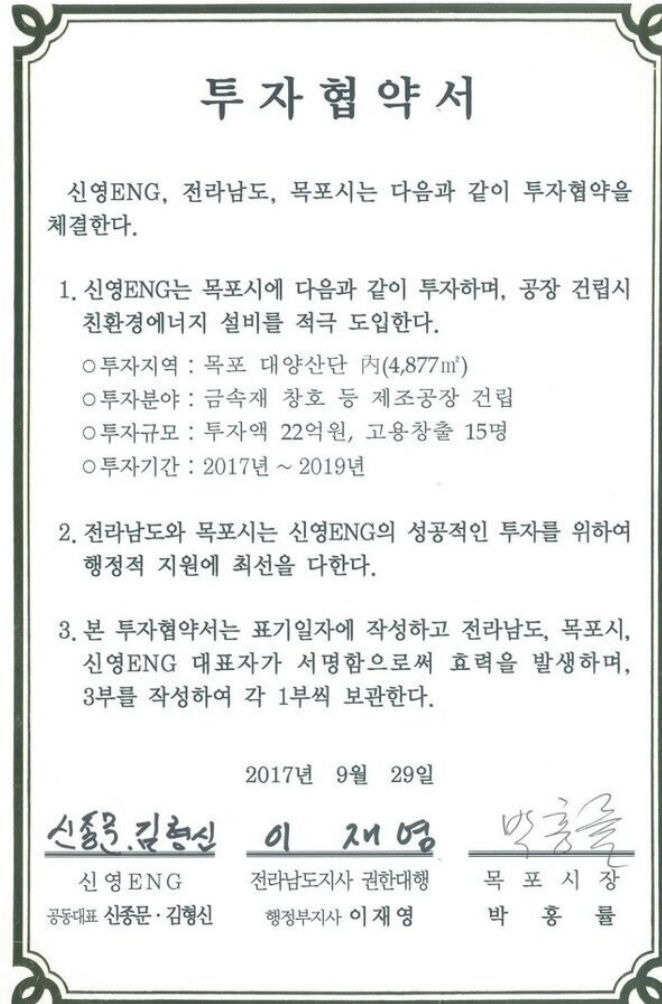 투자협약서
신영ENG, 전라남도, 목포시는 다음과 같이 투자협약을
체결한다.
1. 신영ENG는 목포시에 다음과 같이 투자하며, 공장 건립시
친환경에너지 설비를 적극 도입한다.
○투자지역 : 목포 대양산단 內(4,877㎡)
○투자분야 : 금속재 창호 등 제조공장 건립
○투자규모 : 투자액 22억원, 고용창출 15명
○투자기간 : 2017년 ~ 2019년
2. 전라남도와 목포시는 신영ENG의 성공적인 투자를 위하여
행정적 지원에 최선을 다한다.
3. 본 투자협약서는 표기일자에 작성하고 전라남도, 목포시,
신영ENG 대표자가 서명함으로써 효력을 발생하며,
3부를 작성하여 각 1부씩 보관한다.
2017년 9월 29일
신종문.김형신 이 재영 박홍률
신영ENG 전라남도지사 권한대행 목 포 시 장
공동대표 신종문·김형신 행정부지사 이재영 박 홍 률